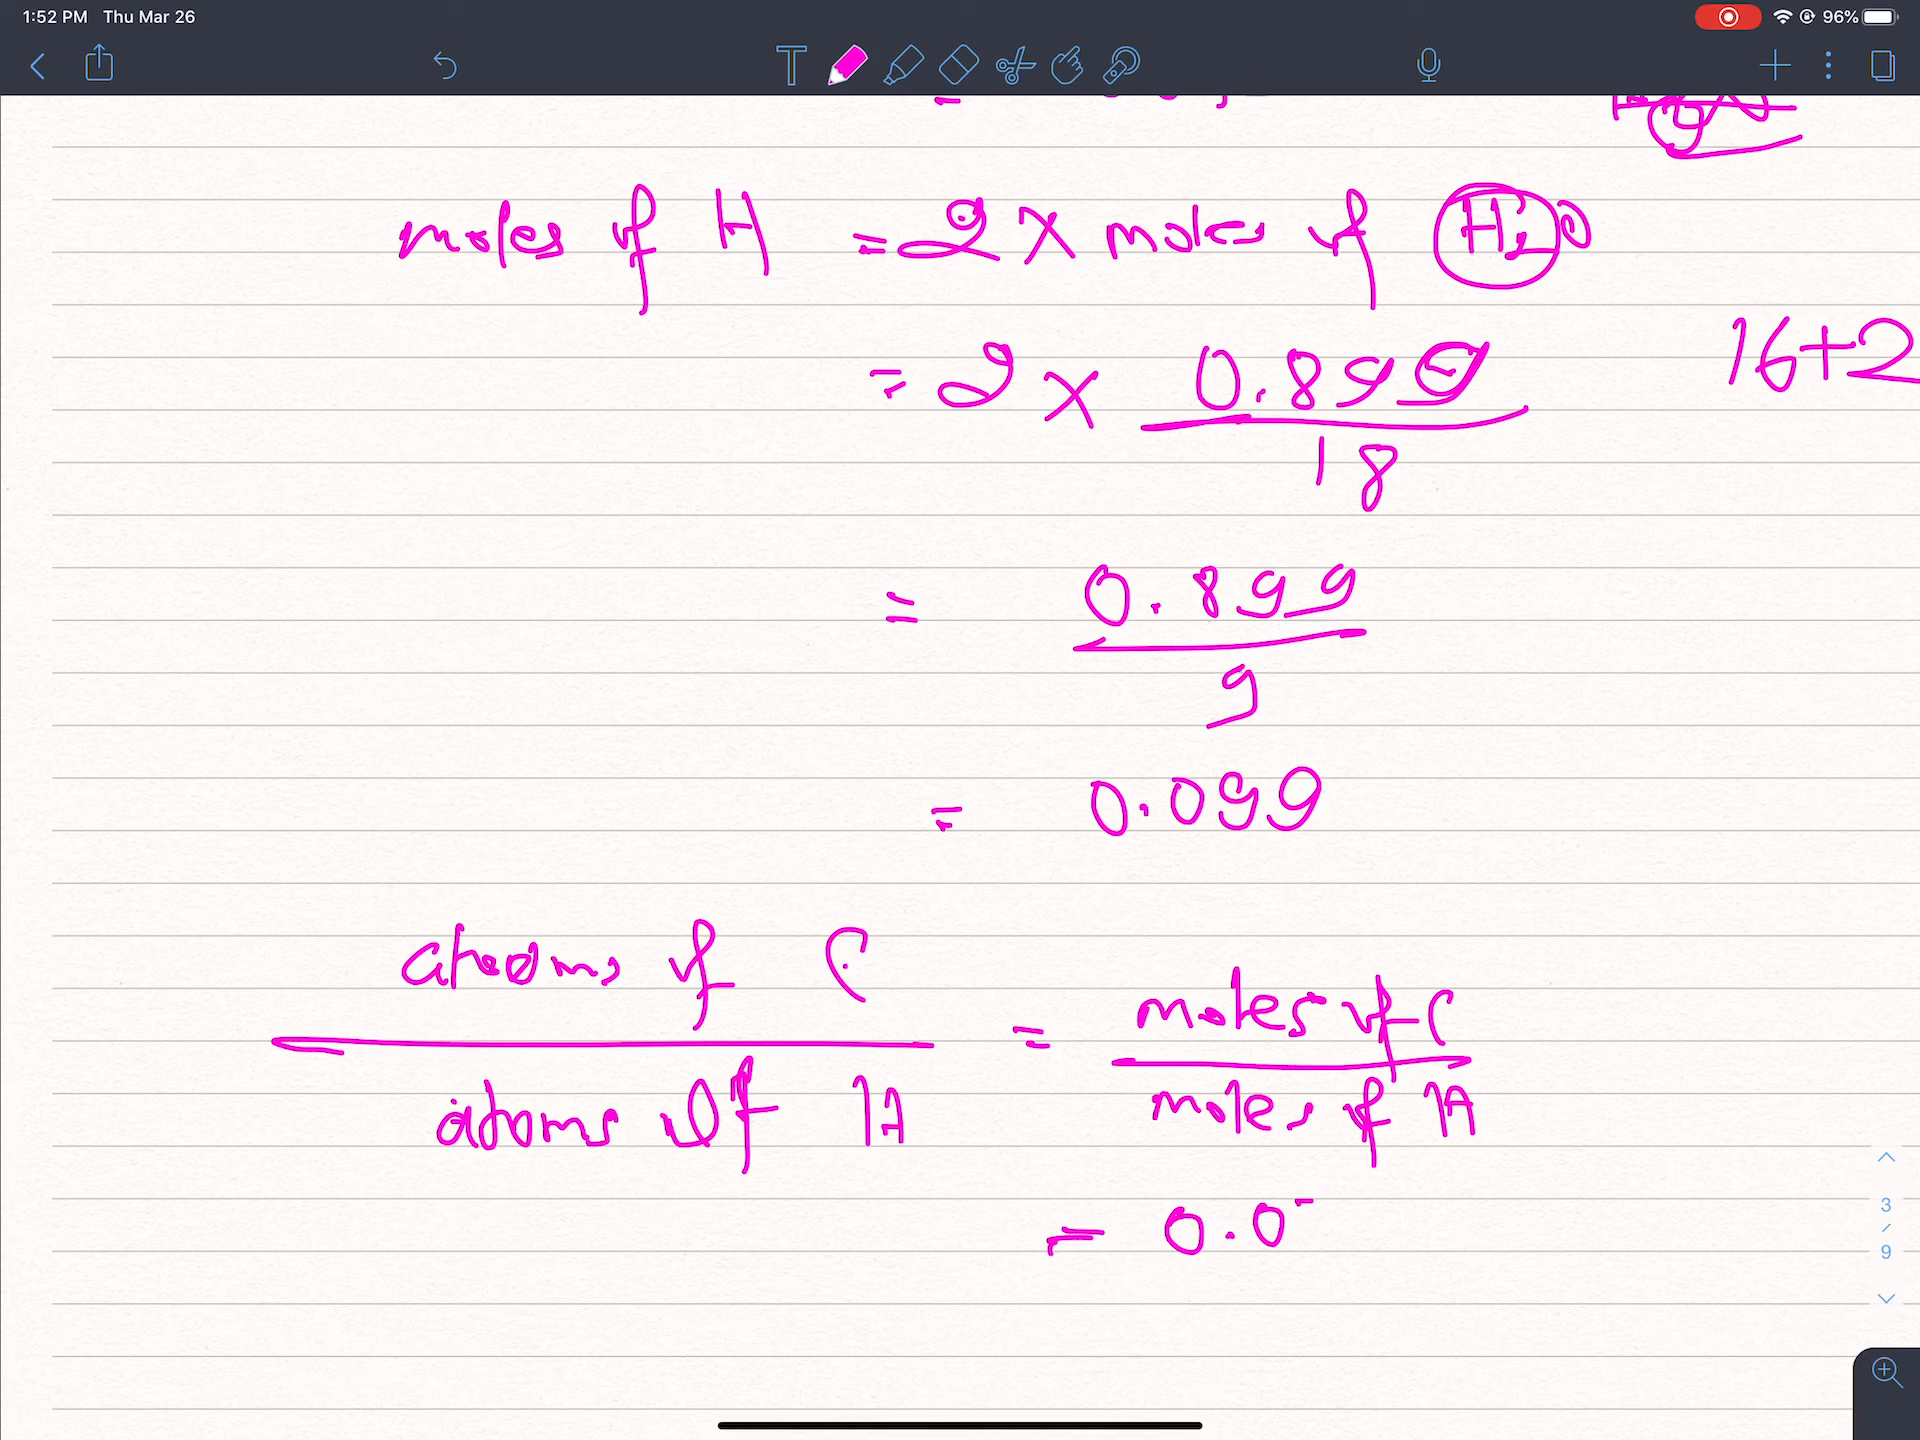 1:52 PM Thu Mar 26
96%
moles of H = 2 × moles of H₂O
= 2 × 0.899 / 18
16+2
= 0.899 / 9
= 0.099
atoms of C / atoms of H = moles of C / moles of H
= 0.0
3
9